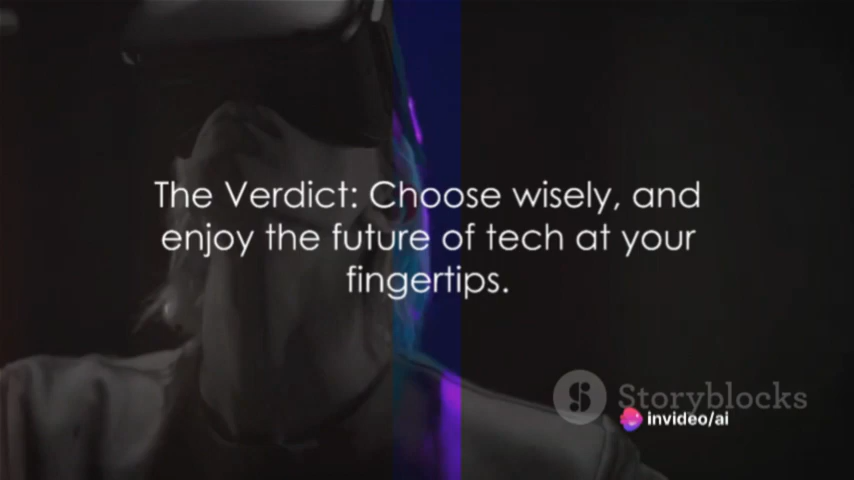 The Verdict: Choose wisely, and
enjoy the future of tech at your
fingertips.
Storyblocks
invideo/ai